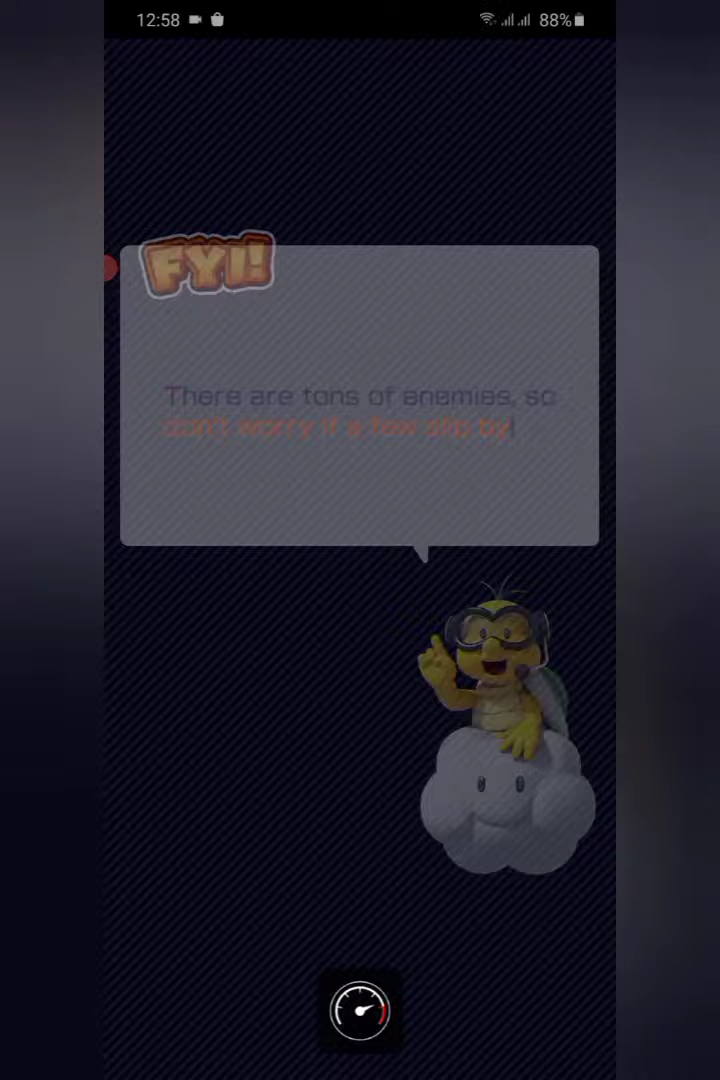 12:58
88%
FYI!
There are tons of enemies, so
don't worry if a few slip by